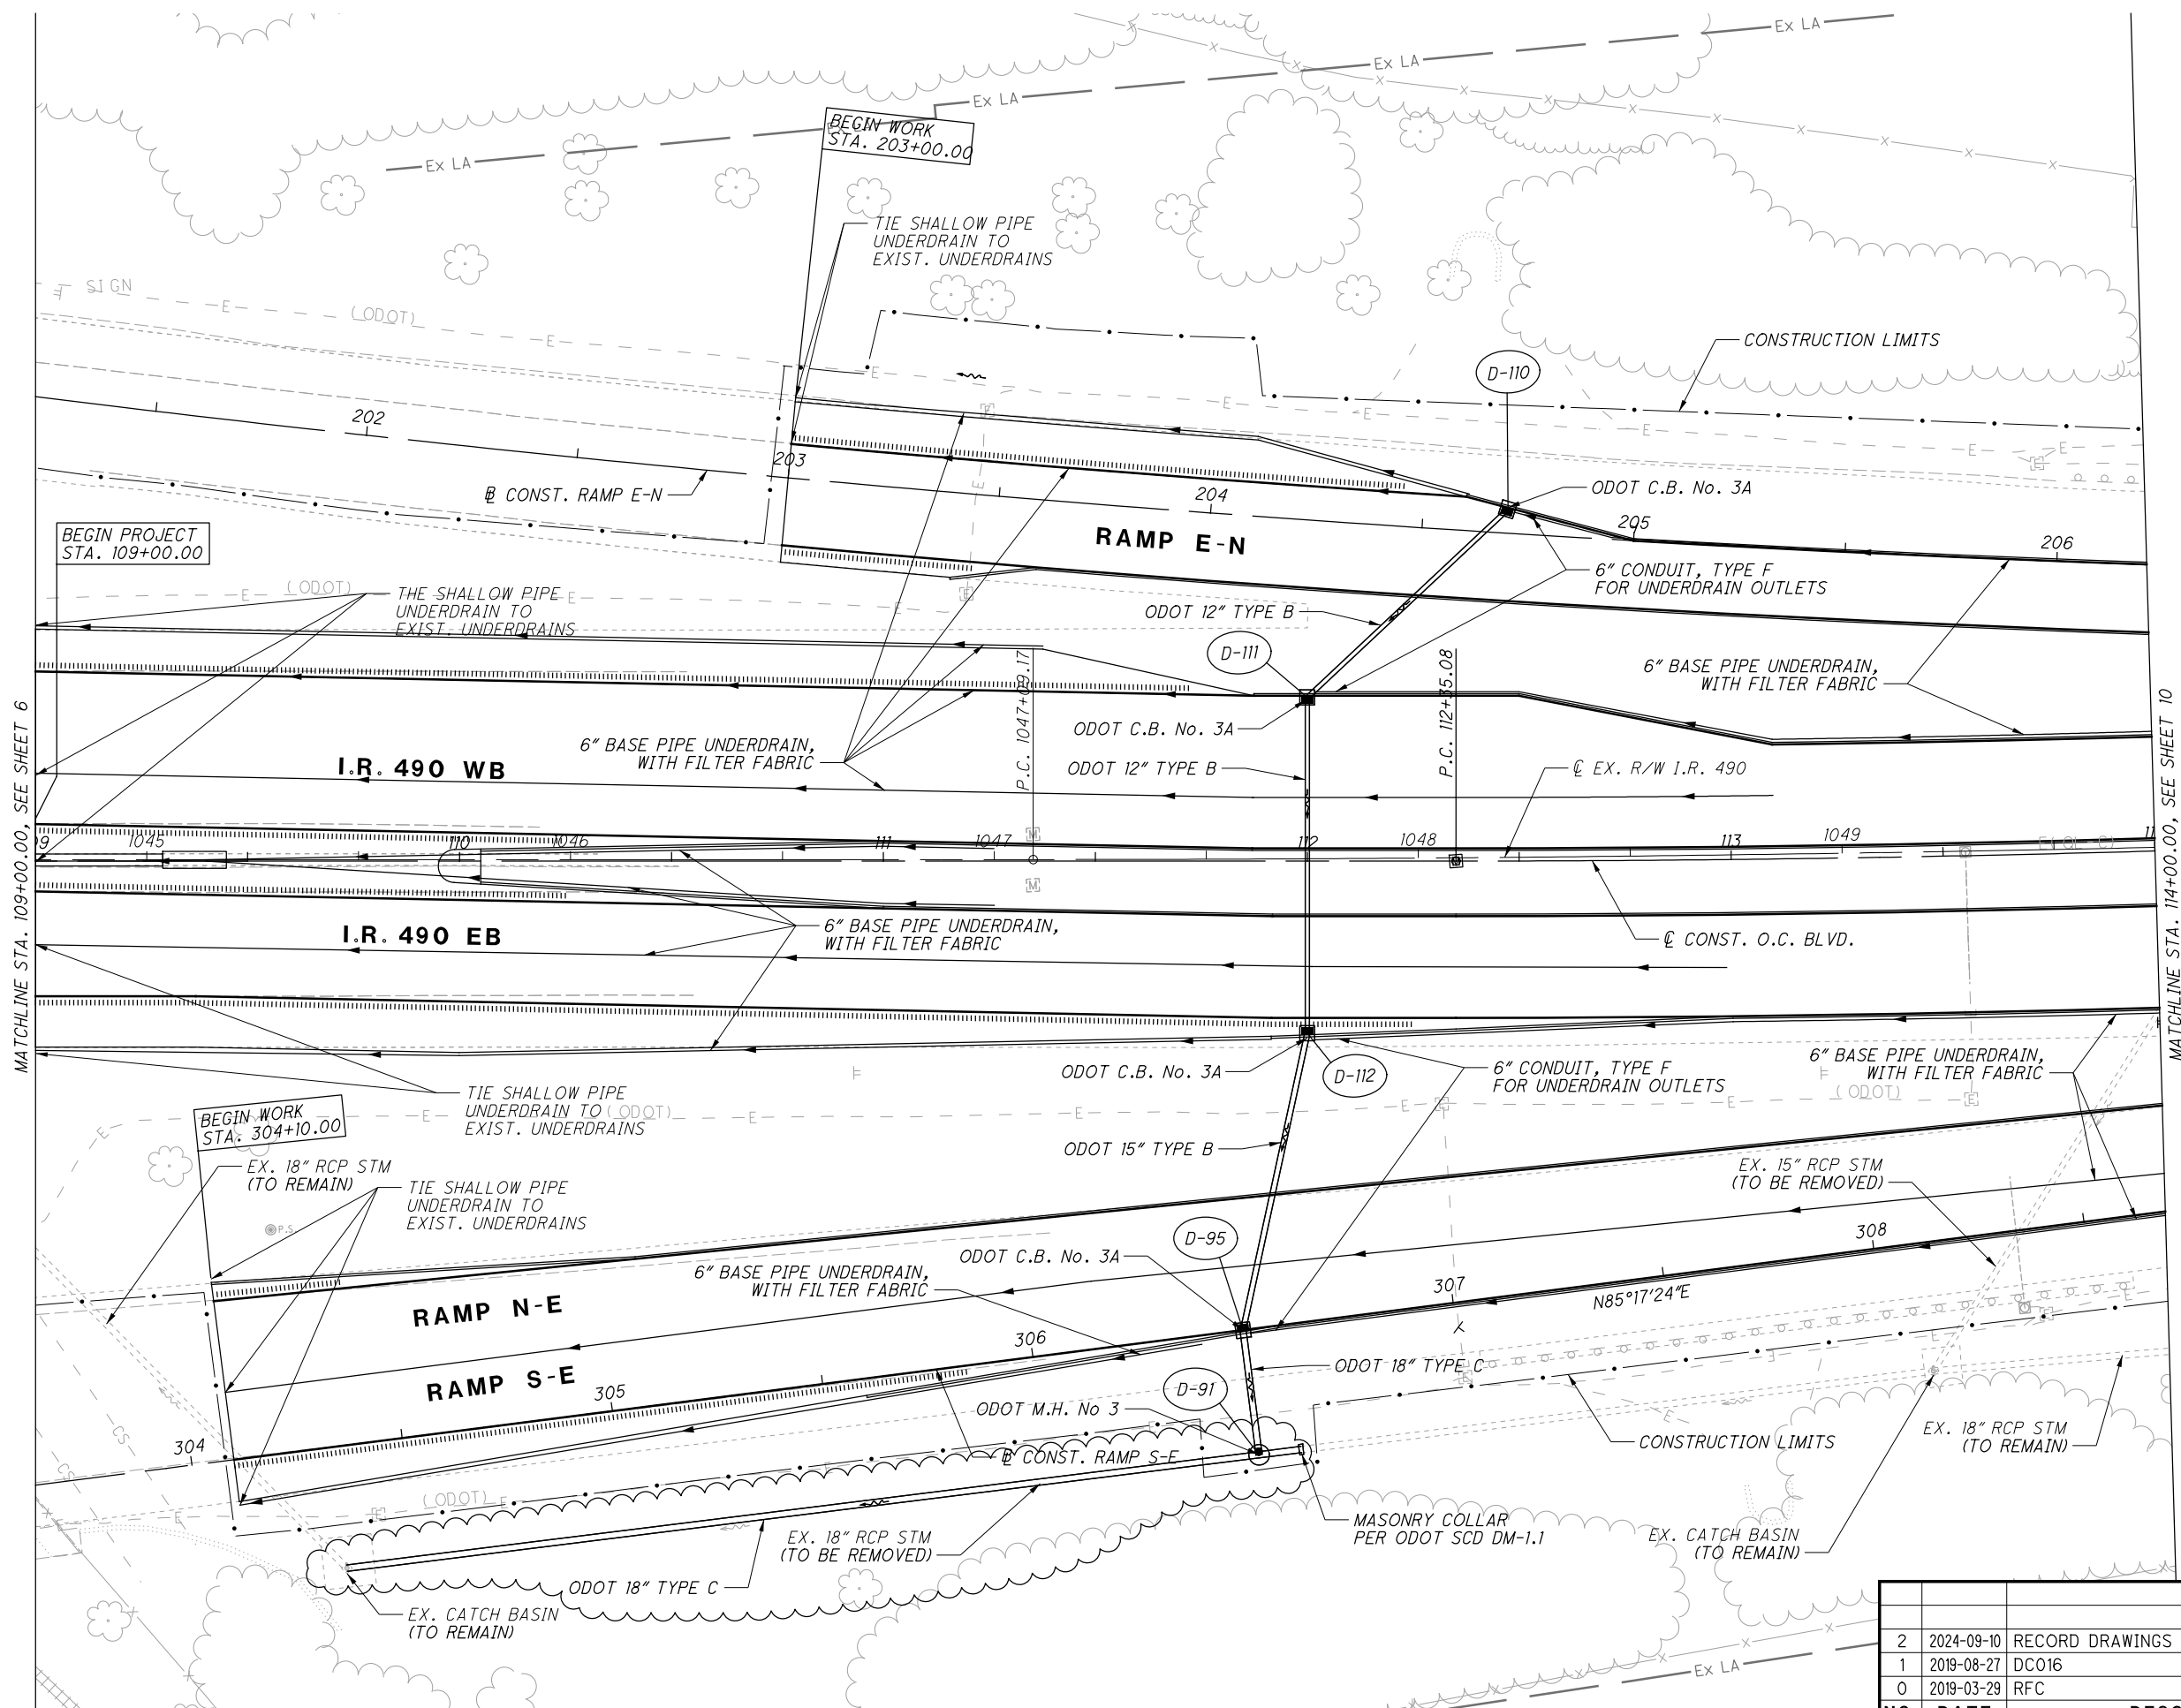 Ex LA
Ex LA
Ex LA
Ex LA
BEGIN WORK
STA. 203+00.00
TIE SHALLOW PIPE
UNDERDRAIN TO
EXIST. UNDERDRAINS
SIGN
(ODOT)
E
E
CONSTRUCTION LIMITS
D-110
202
203
204
205
206
ODOT C.B. No. 3A
℄ CONST. RAMP E-N
RAMP E-N
BEGIN PROJECT
STA. 109+00.00
(ODOT)
THE SHALLOW PIPE
UNDERDRAIN TO
EXIST. UNDERDRAINS
6" CONDUIT, TYPE F
FOR UNDERDRAIN OUTLETS
ODOT 12" TYPE B
D-111
P.C. 1047+09.17
P.C. 112+35.08
6" BASE PIPE UNDERDRAIN,
WITH FILTER FABRIC
ODOT C.B. No. 3A
6" BASE PIPE UNDERDRAIN,
WITH FILTER FABRIC
ODOT 12" TYPE B
℄ EX. R/W I.R. 490
I.R. 490 WB
MATCHLINE STA. 109+00.00, SEE SHEET 6
MATCHLINE STA. 114+00.00, SEE SHEET 10
1045
110
1046
111
1047
112
1048
113
1049
I.R. 490 EB
6" BASE PIPE UNDERDRAIN,
WITH FILTER FABRIC
℄ CONST. O.C. BLVD.
ODOT C.B. No. 3A
D-112
6" CONDUIT, TYPE F
FOR UNDERDRAIN OUTLETS
6" BASE PIPE UNDERDRAIN,
WITH FILTER FABRIC
TIE SHALLOW PIPE
UNDERDRAIN TO
EXIST. UNDERDRAINS
(ODOT)
(ODOT)
BEGIN WORK
STA. 304+10.00
ODOT 15" TYPE B
EX. 18" RCP STM
(TO REMAIN)
TIE SHALLOW PIPE
UNDERDRAIN TO
EXIST. UNDERDRAINS
P.S.
EX. 15" RCP STM
(TO BE REMOVED)
D-95
ODOT C.B. No. 3A
6" BASE PIPE UNDERDRAIN,
WITH FILTER FABRIC
RAMP N-E
RAMP S-E
304
305
306
307
308
N85°17'24"E
ODOT 18" TYPE C
D-91
ODOT M.H. No 3
℄ CONST. RAMP S-E
CONSTRUCTION LIMITS
EX. 18" RCP STM
(TO REMAIN)
CS
CS
(ODOT)
EX. 18" RCP STM
(TO BE REMOVED)
MASONRY COLLAR
PER ODOT SCD DM-1.1
EX. CATCH BASIN
(TO REMAIN)
ODOT 18" TYPE C
EX. CATCH BASIN
(TO REMAIN)
Ex LA
2 2024-09-10 RECORD DRAWINGS
1 2019-08-27 DC016
0 2019-03-29 RFC